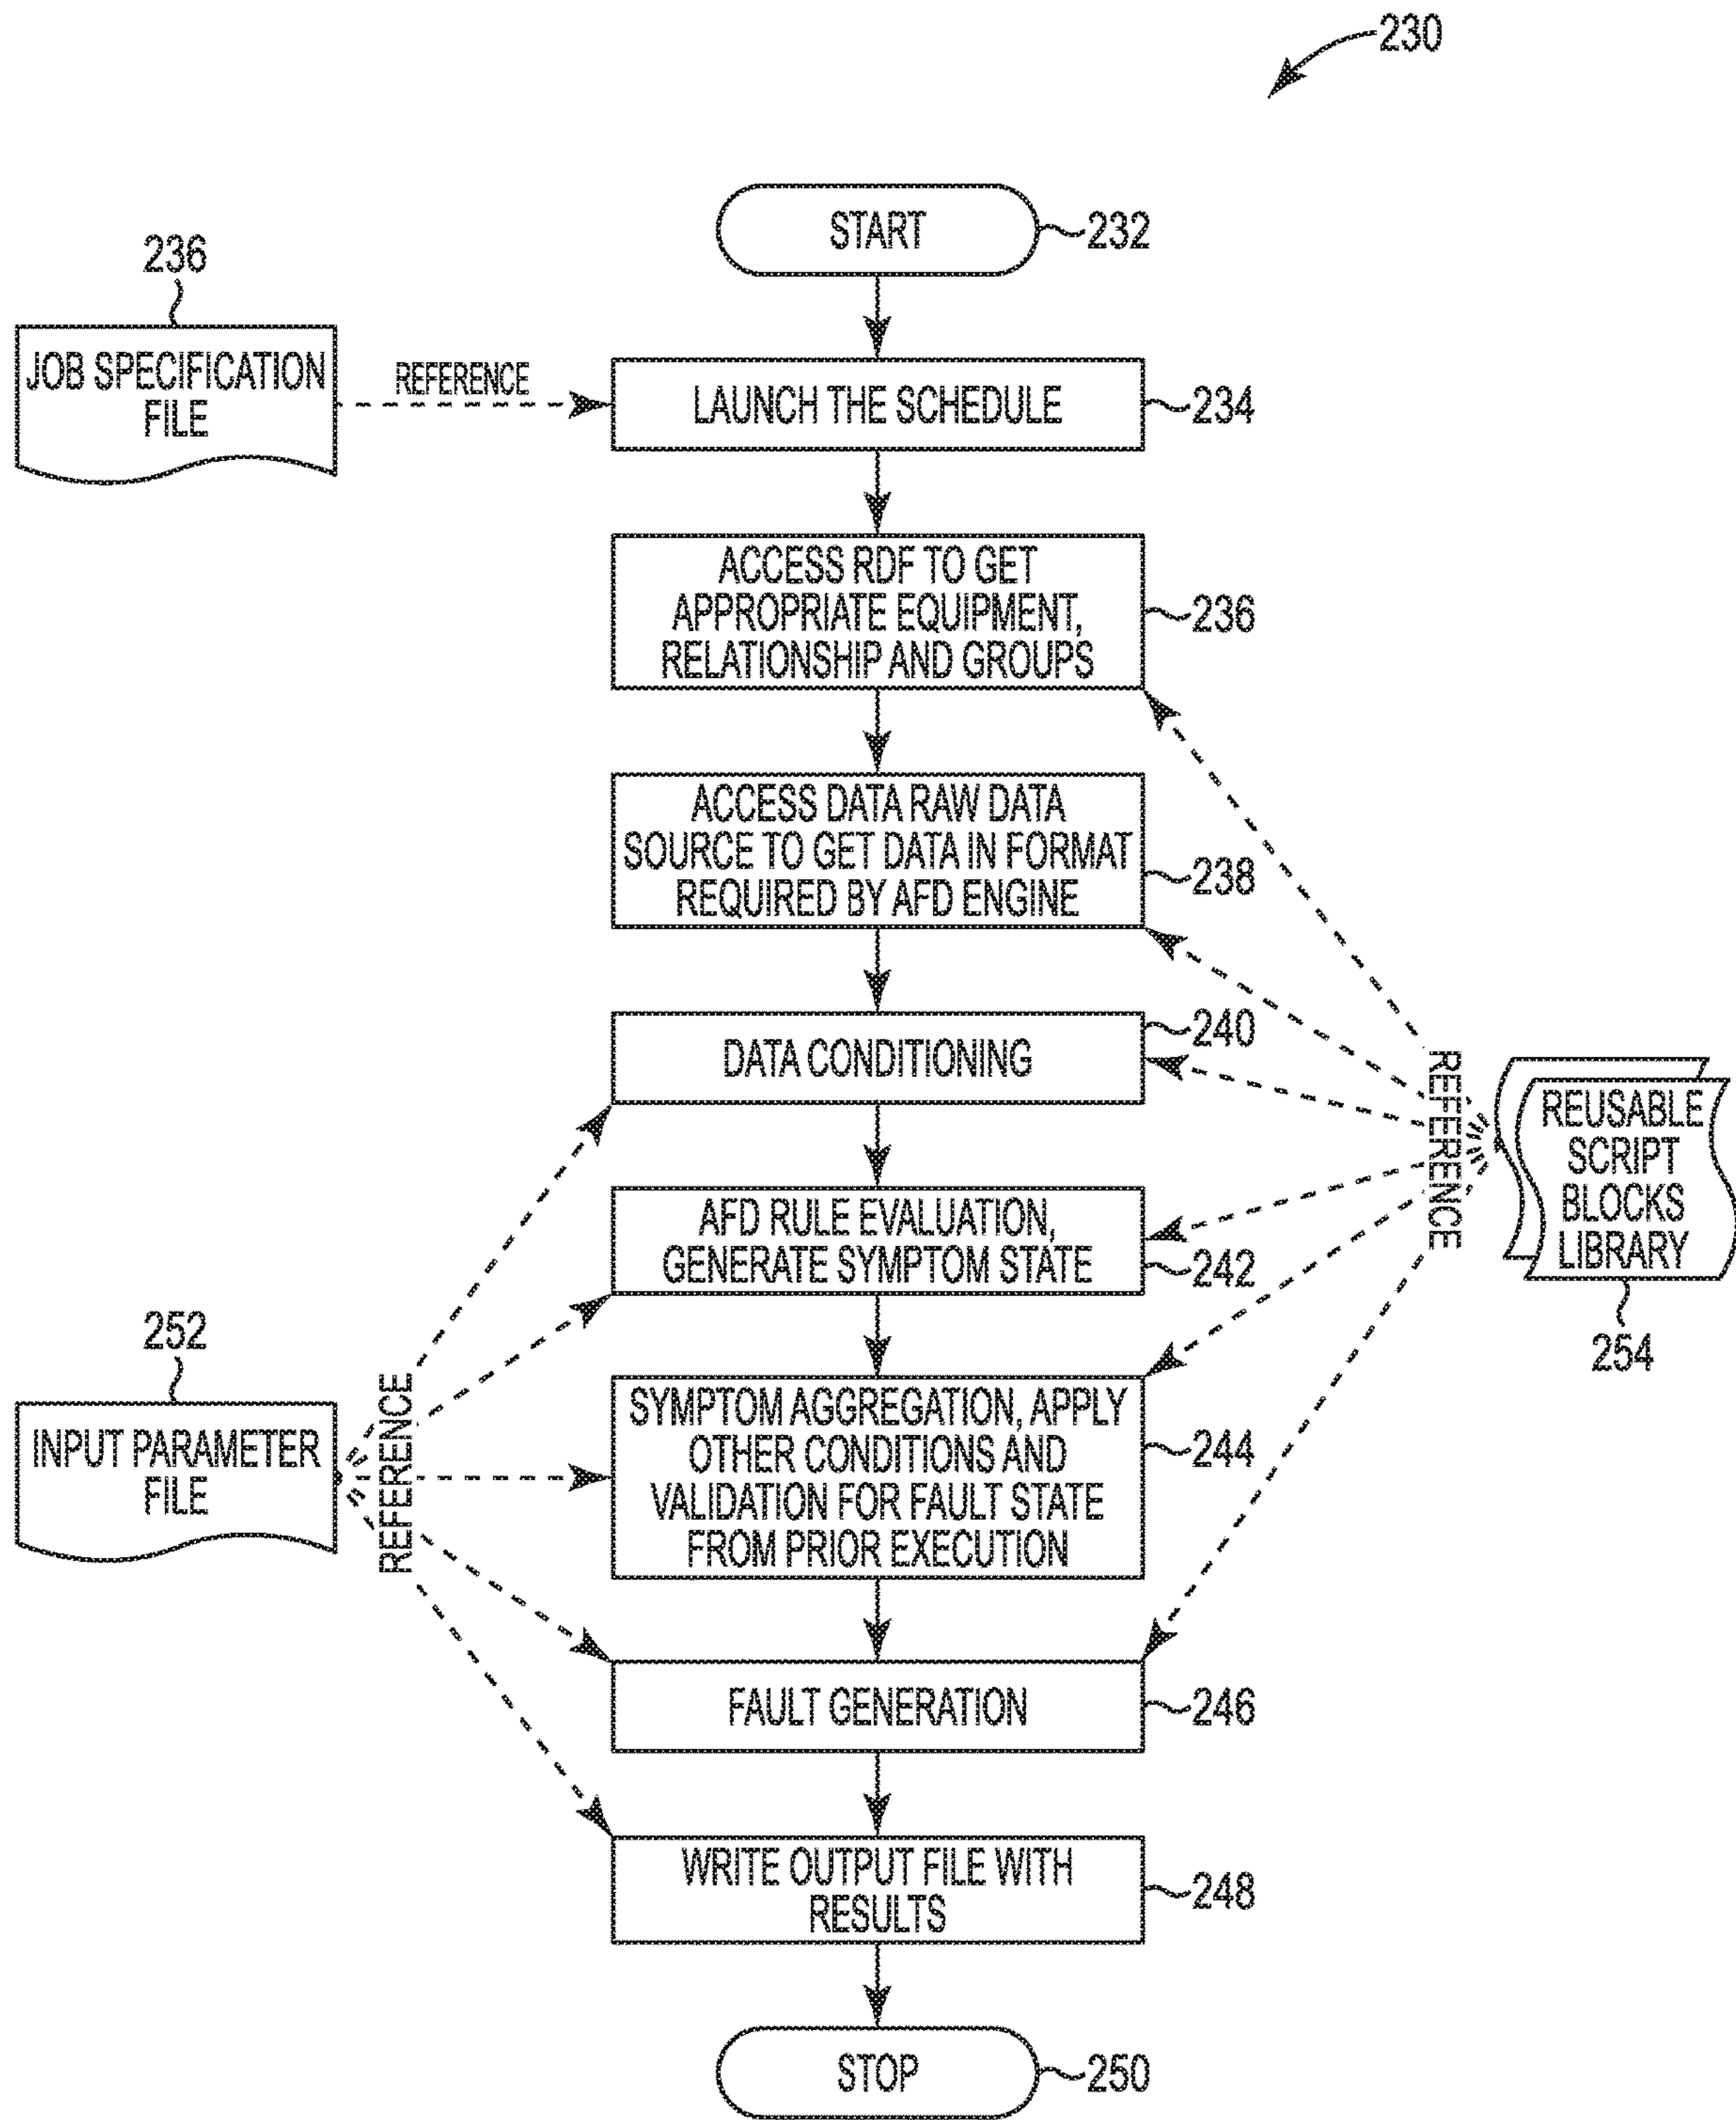 230
START
232
236
JOB SPECIFICATION
FILE
REFERENCE
LAUNCH THE SCHEDULE
234
ACCESS RDF TO GET
APPROPRIATE EQUIPMENT,
RELATIONSHIP AND GROUPS
236
ACCESS DATA RAW DATA
SOURCE TO GET DATA IN FORMAT
REQUIRED BY AFD ENGINE
238
DATA CONDITIONING
240
REFERENCE
REUSABLE
SCRIPT
BLOCKS
LIBRARY
254
AFD RULE EVALUATION,
GENERATE SYMPTOM STATE
242
252
INPUT PARAMETER
FILE
REFERENCE
SYMPTOM AGGREGATION, APPLY
OTHER CONDITIONS AND
VALIDATION FOR FAULT STATE
FROM PRIOR EXECUTION
244
FAULT GENERATION
246
WRITE OUTPUT FILE WITH
RESULTS
248
STOP
250